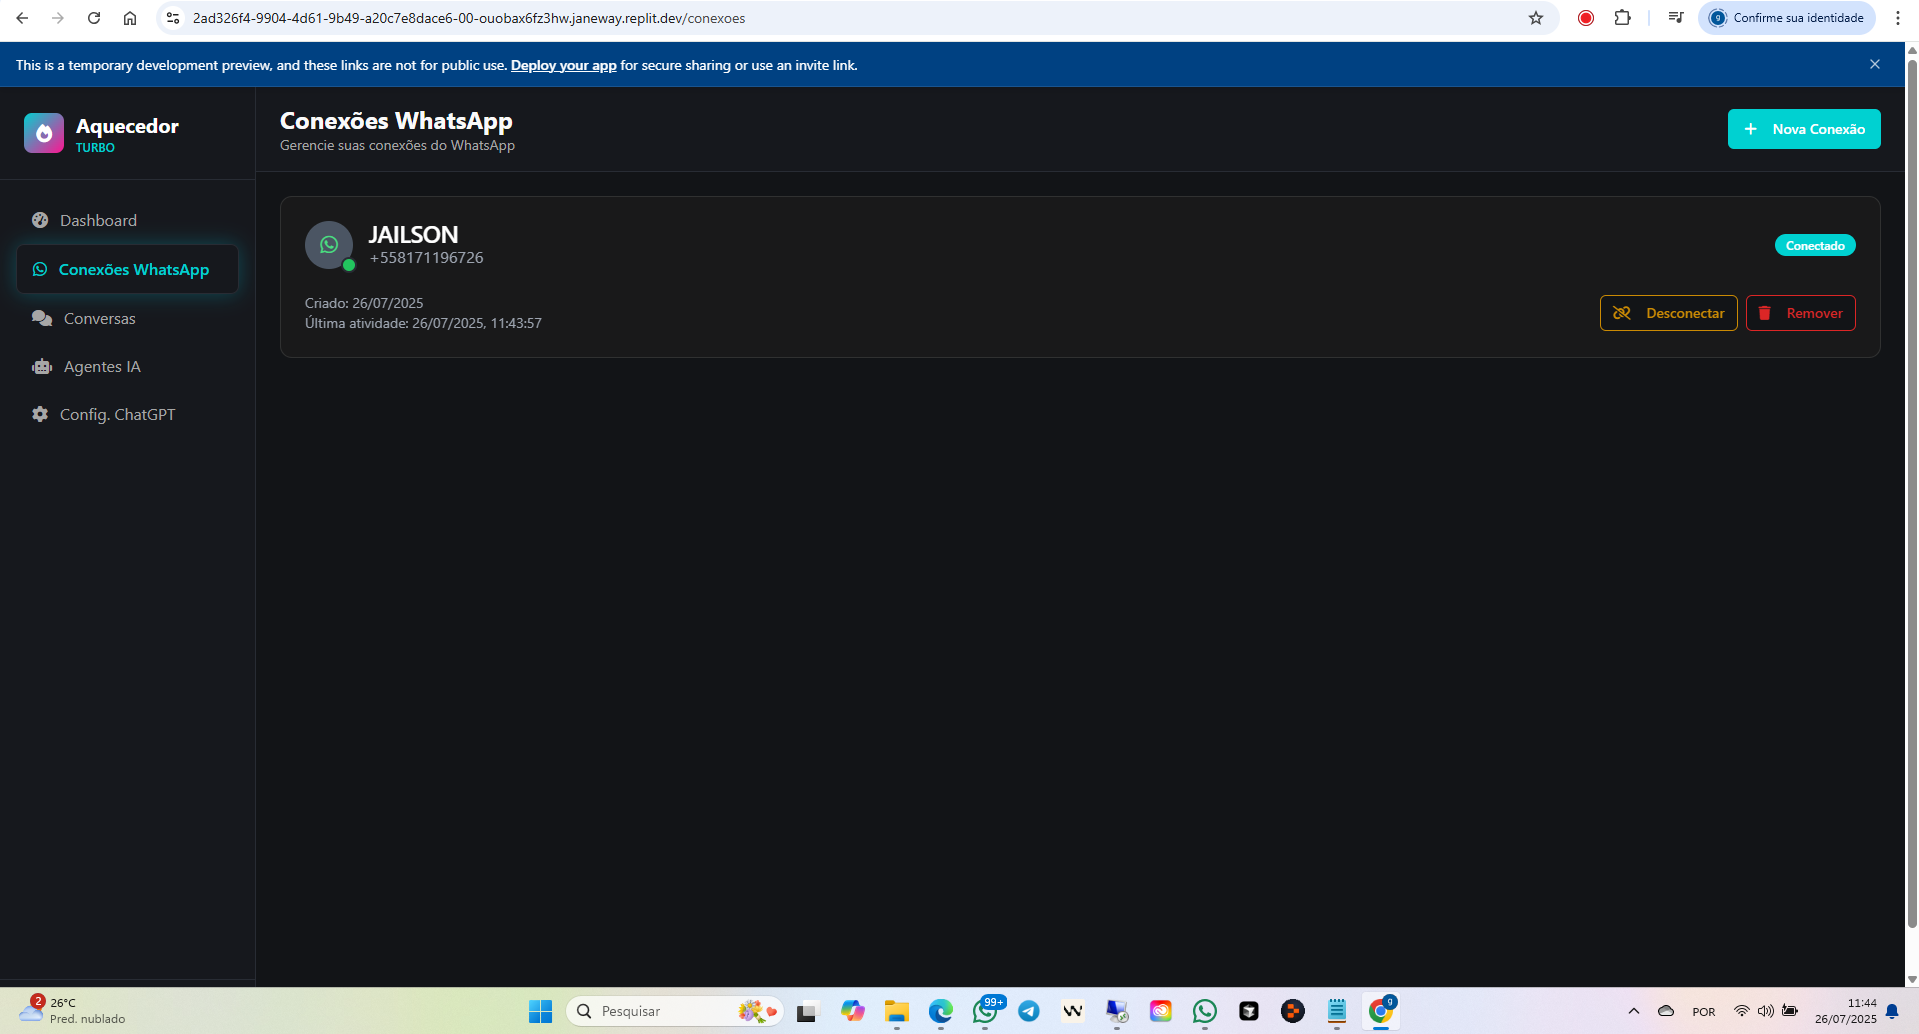 2ad326f4-9904-4d61-9b49-a20c7e8dace6-00-ouobax6fz3hw.janeway.replit.dev/conexoes
g
Confirme sua identidade
This is a temporary development preview, and these links are not for public use. Deploy your app for secure sharing or use an invite link.
Aquecedor
TURBO
Dashboard
Conexões WhatsApp
Conversas
Agentes IA
Config. ChatGPT
Conexões WhatsApp
Gerencie suas conexões do WhatsApp
Nova Conexão
JAILSON
+558171196726
Conectado
Criado: 26/07/2025
Última atividade: 26/07/2025, 11:43:57
Desconectar
Remover
2
26°C
Pred. nublado
Pesquisar
99+
W
g
POR
11:44
26/07/2025